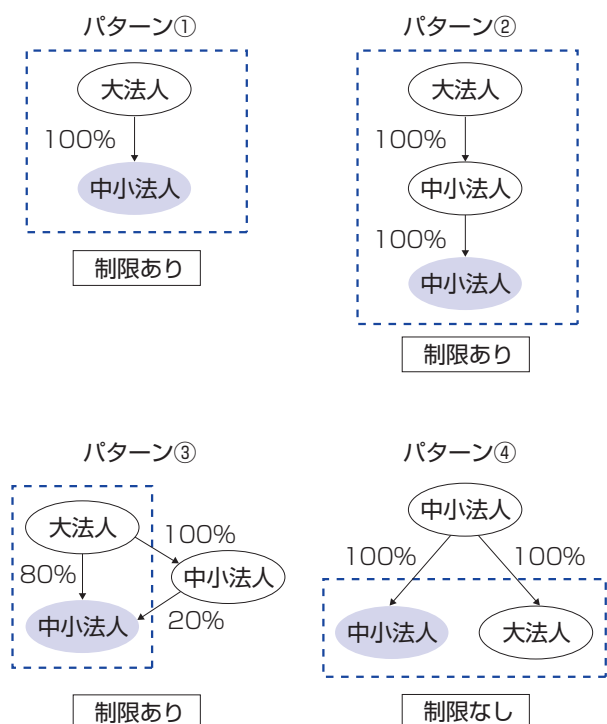 パターン①
大法人
100%
中小法人
制限あり
パターン②
大法人
100%
中小法人
100%
中小法人
制限あり
パターン③
大法人
100%
80%
中小法人
中小法人
20%
制限あり
パターン④
中小法人
100%
100%
中小法人
大法人
制限なし